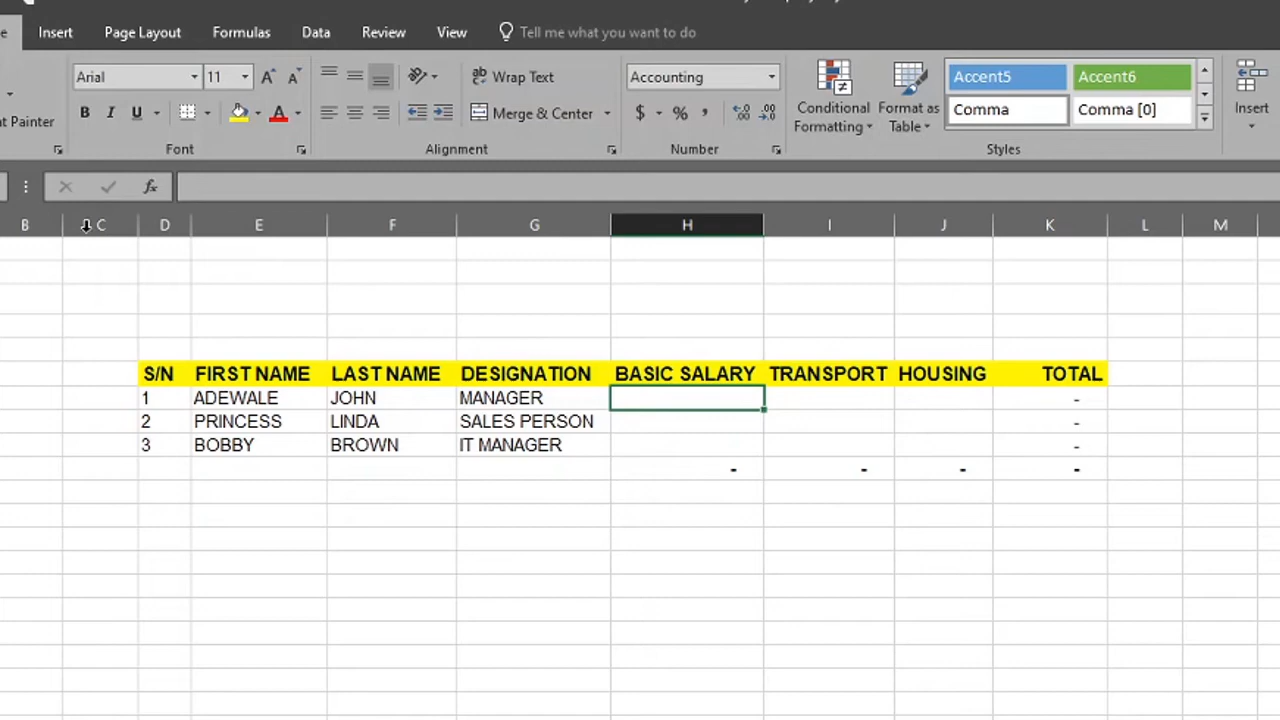 e Insert Page Layout Formulas Data Review View Tell me what you want to do
Arial 11 A A ab Wrap Text Accounting Conditional Formatting Format as Table Accent5 Accent6
nt Painter B I U A Merge & Center $ % , Comma Comma [0] Insert
Font Alignment Number Styles
fx
B C D E F G H I J K L M
S/N FIRST NAME LAST NAME DESIGNATION BASIC SALARY TRANSPORT HOUSING TOTAL
1 ADEWALE JOHN MANAGER -
2 PRINCESS LINDA SALES PERSON -
3 BOBBY BROWN IT MANAGER -
- - - -